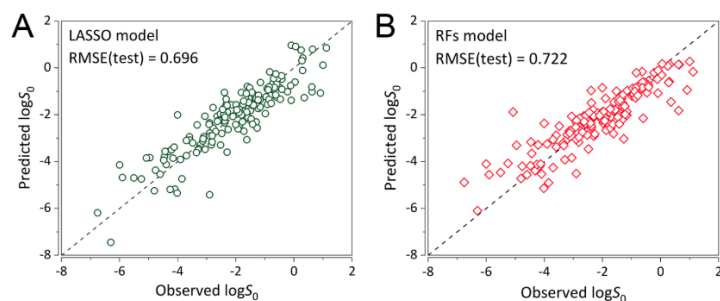 A
LASSO model
RMSE(test) = 0.696
2
0
-2
-4
-6
-8
Predicted logS₀
-8
-6
-4
-2
0
2
Observed logS₀
B
RFs model
RMSE(test) = 0.722
2
0
-2
-4
-6
-8
Predicted logS₀
-8
-6
-4
-2
0
2
Observed logS₀